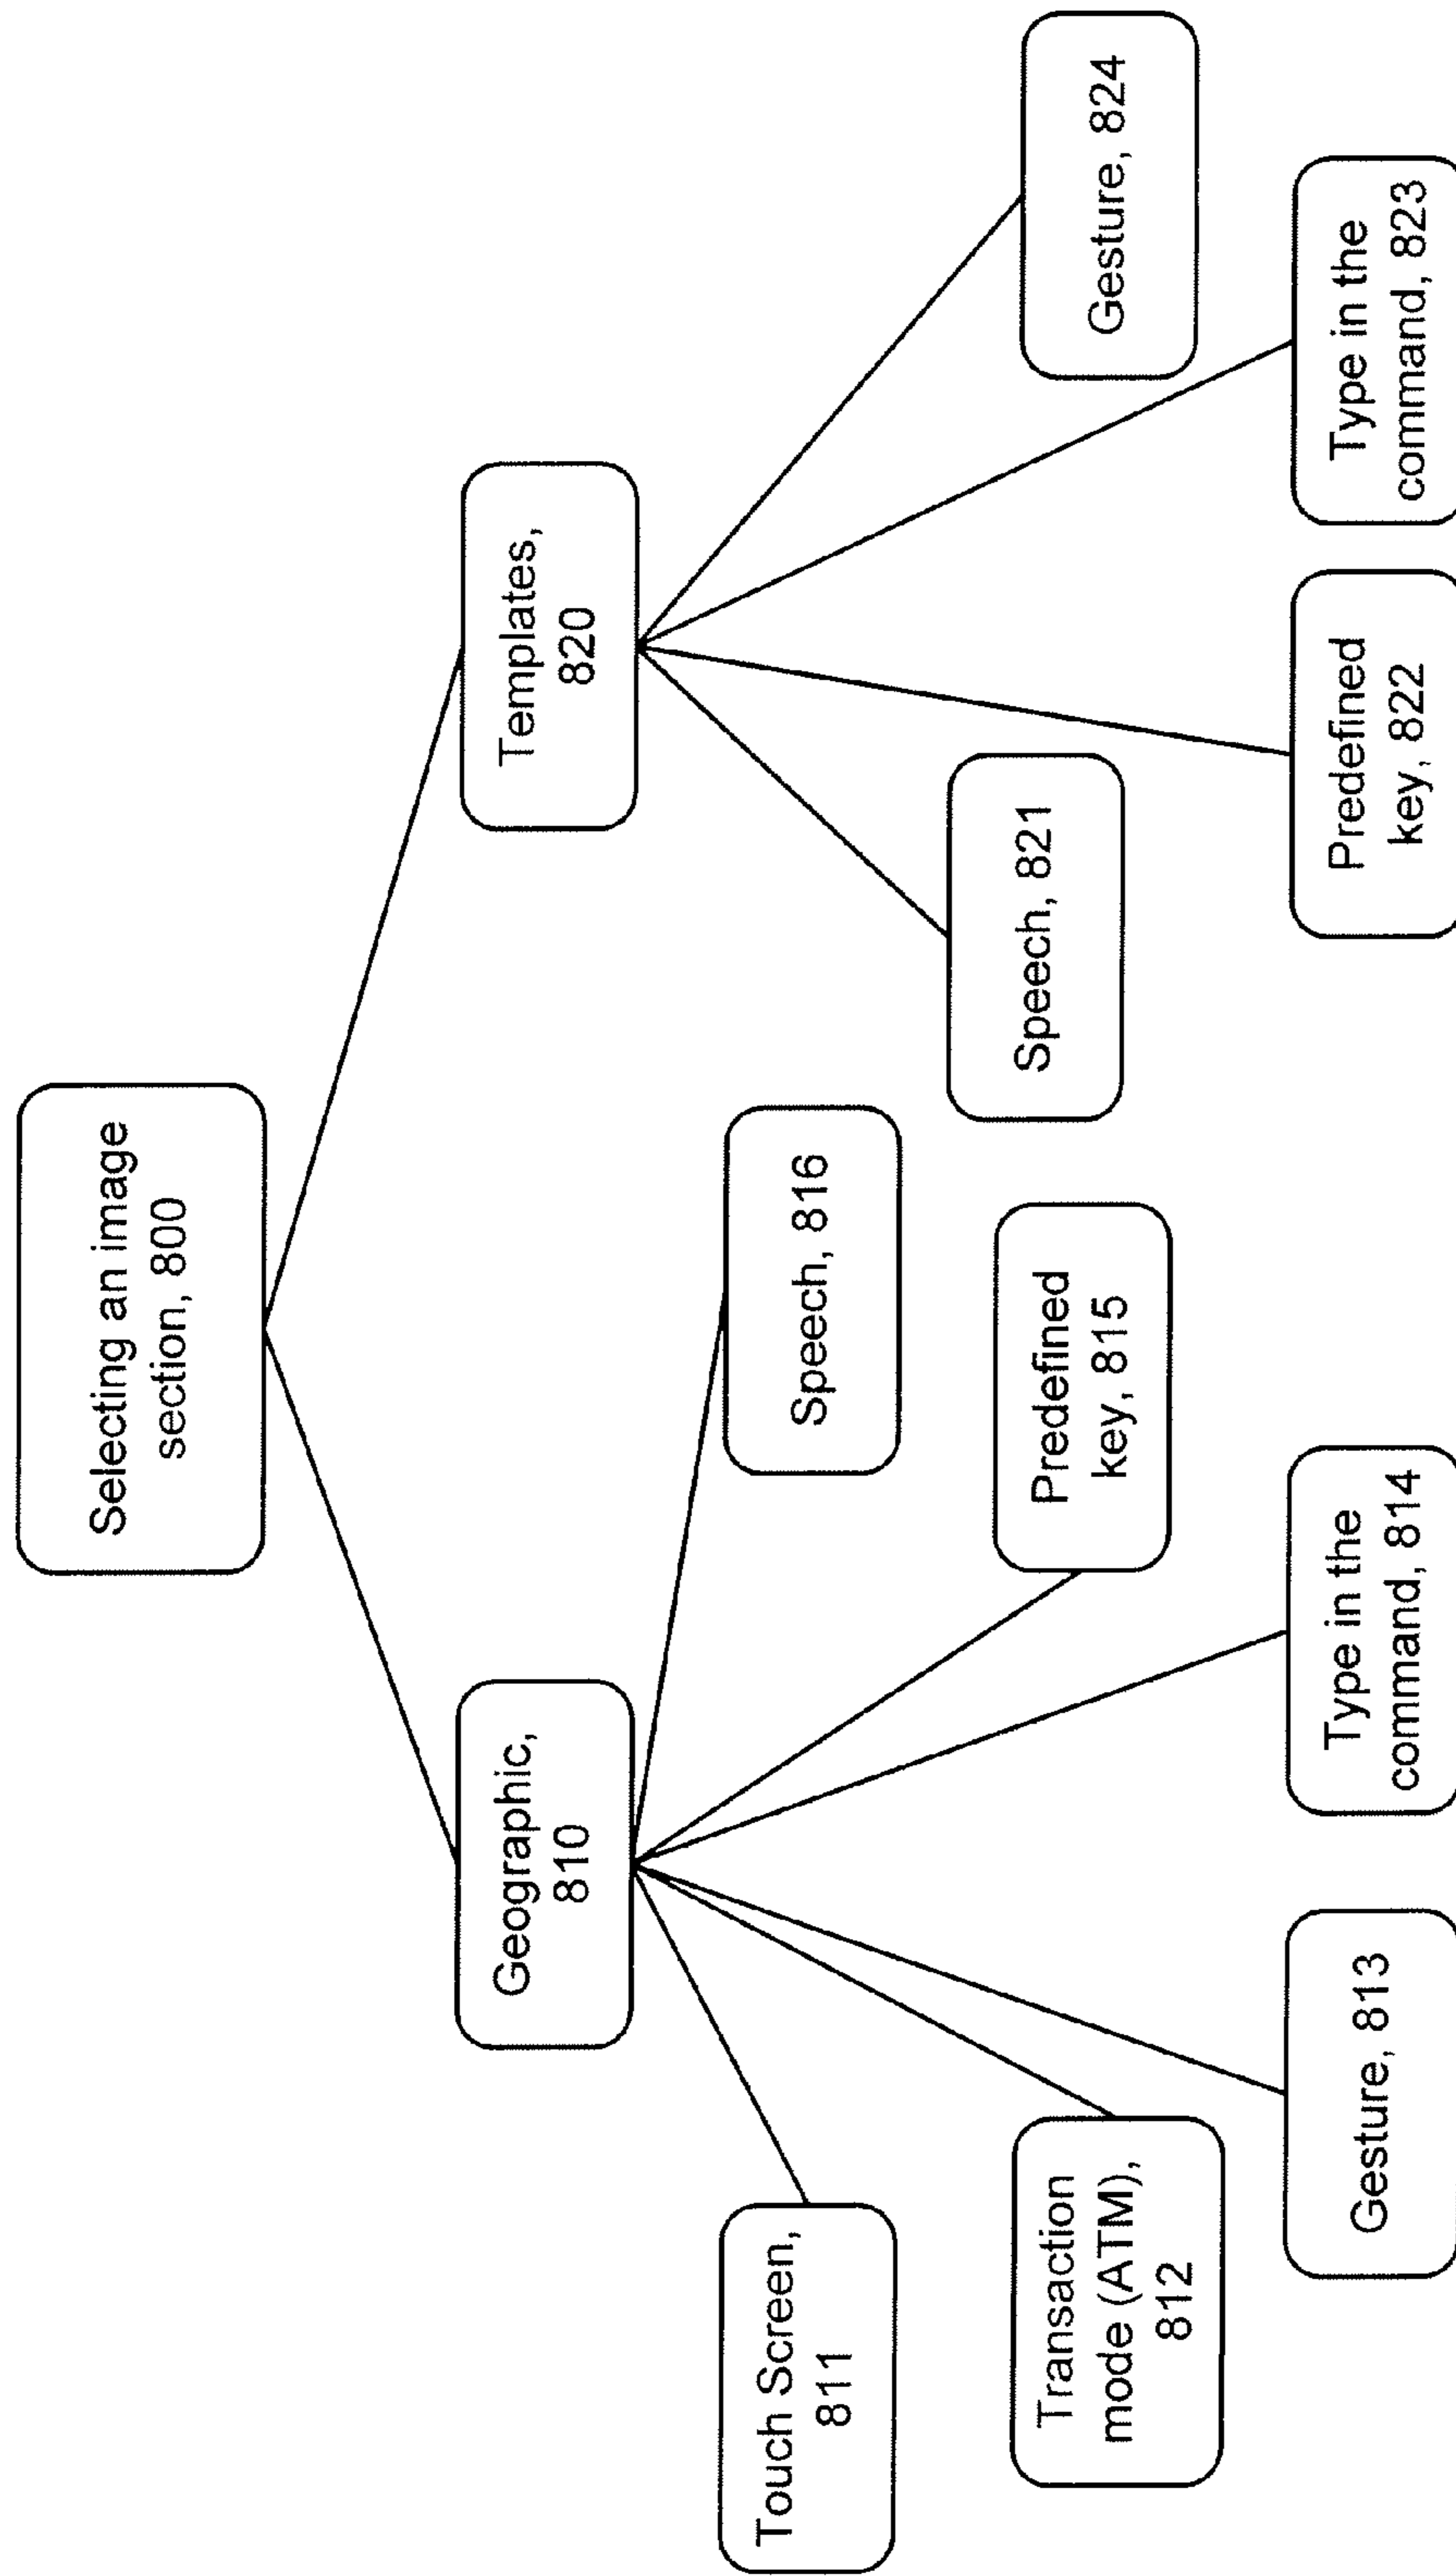 Selecting an image
section, 800
Geographic,
810
Templates,
820
Touch Screen,
811
Transaction
mode (ATM),
812
Gesture, 813
Type in the
command, 814
Predefined
key, 815
Speech, 816
Speech, 821
Predefined
key, 822
Type in the
command, 823
Gesture, 824